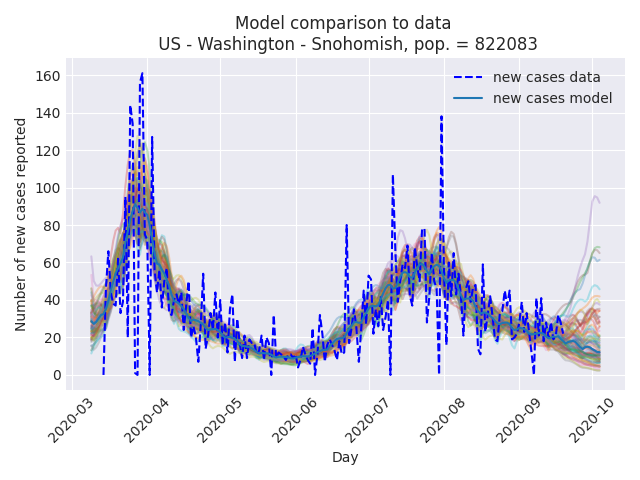 Model comparison to data
US - Washington - Snohomish, pop. = 822083
new cases data
new cases model
Number of new cases reported
160
140
120
100
80
60
40
20
0
2020-03
2020-04
2020-05
2020-06
2020-07
2020-08
2020-09
2020-10
Day